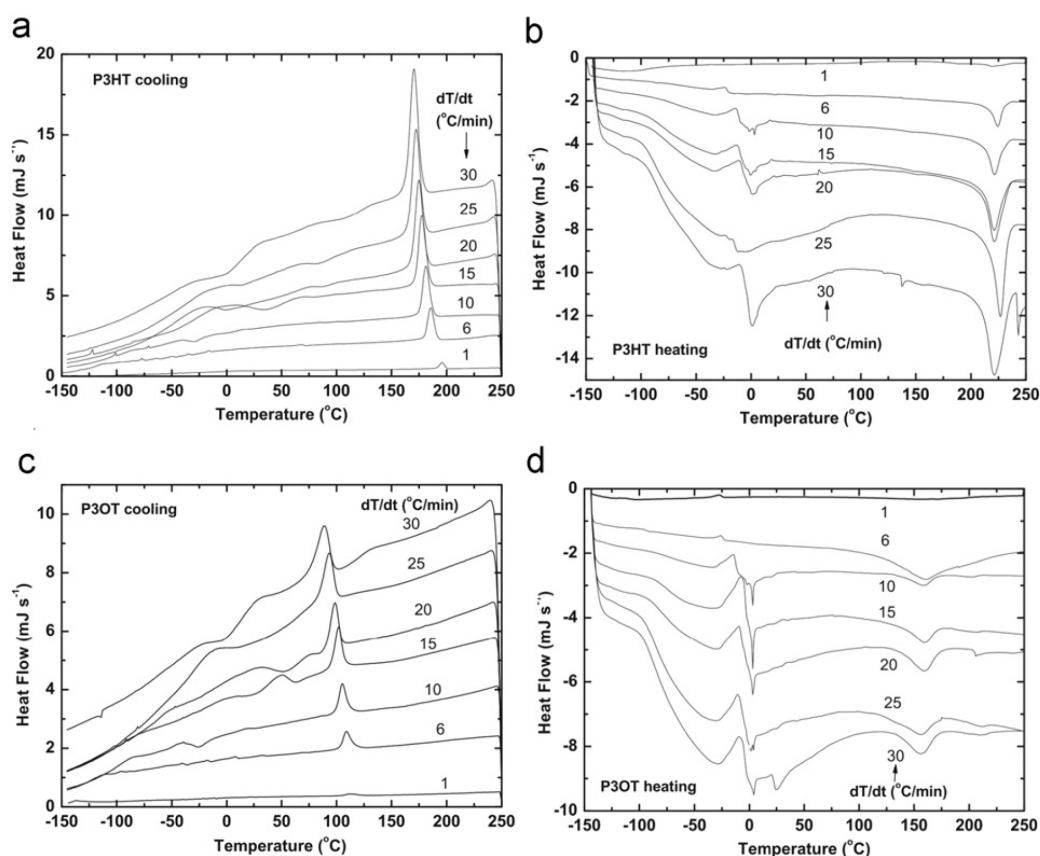 a
20
15
10
5
0
Heat Flow (mJ s⁻¹)
P3HT cooling
dT/dt
(°C/min)
30
25
20
15
10
6
1
-150 -100 -50 0 50 100 150 200 250
Temperature (°C)
b
0
-2
-4
-6
-8
-10
-12
-14
Heat Flow (mJ s⁻¹)
1
6
10
15
20
25
30
dT/dt (°C/min)
P3HT heating
-150 -100 -50 0 50 100 150 200 250
Temperature (°C)
c
10
8
6
4
2
0
Heat Flow (mJ s⁻¹)
P3OT cooling
dT/dt (°C/min)
30
25
20
15
10
6
1
-150 -100 -50 0 50 100 150 200 250
Temperature (°C)
d
0
-2
-4
-6
-8
-10
Heat Flow (mJ s⁻¹)
1
6
10
15
20
25
30
dT/dt (°C/min)
P3OT heating
-150 -100 -50 0 50 100 150 200 250
Temperature (°C)